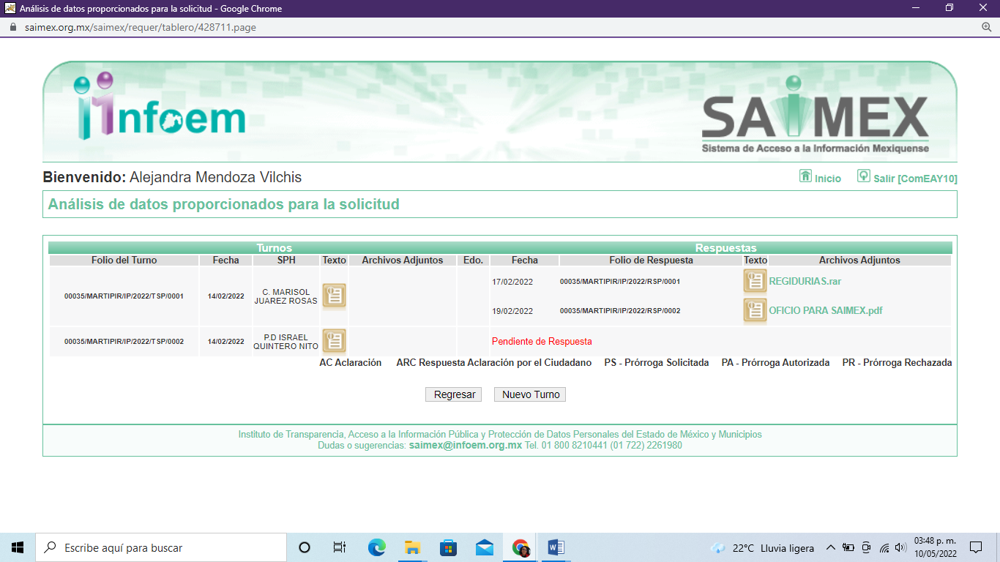 Análisis de datos proporcionados para la solicitud - Google Chrome
saimex.org.mx/saimex/requer/tablero/428711.page
infoem
SAIMEX
Sistema de Acceso a la Información Mexiquense
Bienvenido: Alejandra Mendoza Vilchis
Inicio Salir [ComEAY10]
Análisis de datos proporcionados para la solicitud
Turnos Respuestas
Folio del Turno Fecha SPH Texto Archivos Adjuntos Edo. Fecha Folio de Respuesta Texto Archivos Adjuntos
00035/MARTIPIR/IP/2022/TSP/0001 14/02/2022 C. MARISOL
JUAREZ ROSAS
17/02/2022 00035/MARTIPIR/IP/2022/RSP/0001 REGIDURIAS.rar
19/02/2022 00035/MARTIPIR/IP/2022/RSP/0002 OFICIO PARA SAIMEX.pdf
00035/MARTIPIR/IP/2022/TSP/0002 14/02/2022 P.D ISRAEL
QUINTERO NITO
Pendiente de Respuesta
AC Aclaración ARC Respuesta Aclaración por el Ciudadano PS - Prórroga Solicitada PA - Prórroga Autorizada PR - Prórroga Rechazada
Regresar Nuevo Turno
Instituto de Transparencia, Acceso a la Información Pública y Protección de Datos Personales del Estado de México y Municipios
Dudas o sugerencias: saimex@infoem.org.mx Tel. 01 800 8210441 (01 722) 2261980
Escribe aquí para buscar
22°C Lluvia ligera
03:48 p. m.
10/05/2022